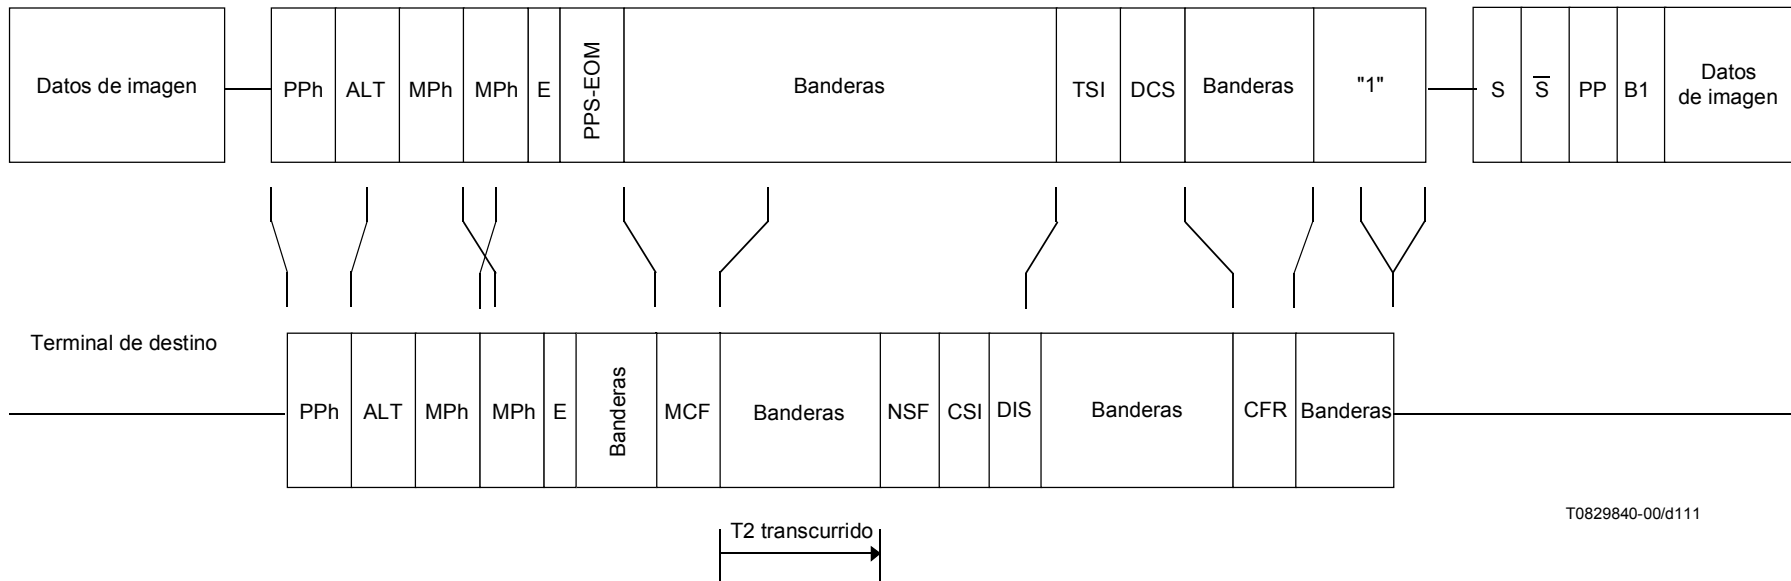 Datos de imagen
PPh ALT MPh MPh E PPS-EOM Banderas TSI DCS Banderas "1"
S S̅ PP B1 Datos
de imagen
Terminal de destino
PPh ALT MPh MPh E Banderas MCF Banderas NSF CSI DIS Banderas CFR Banderas
T0829840-00/d111
T2 transcurrido